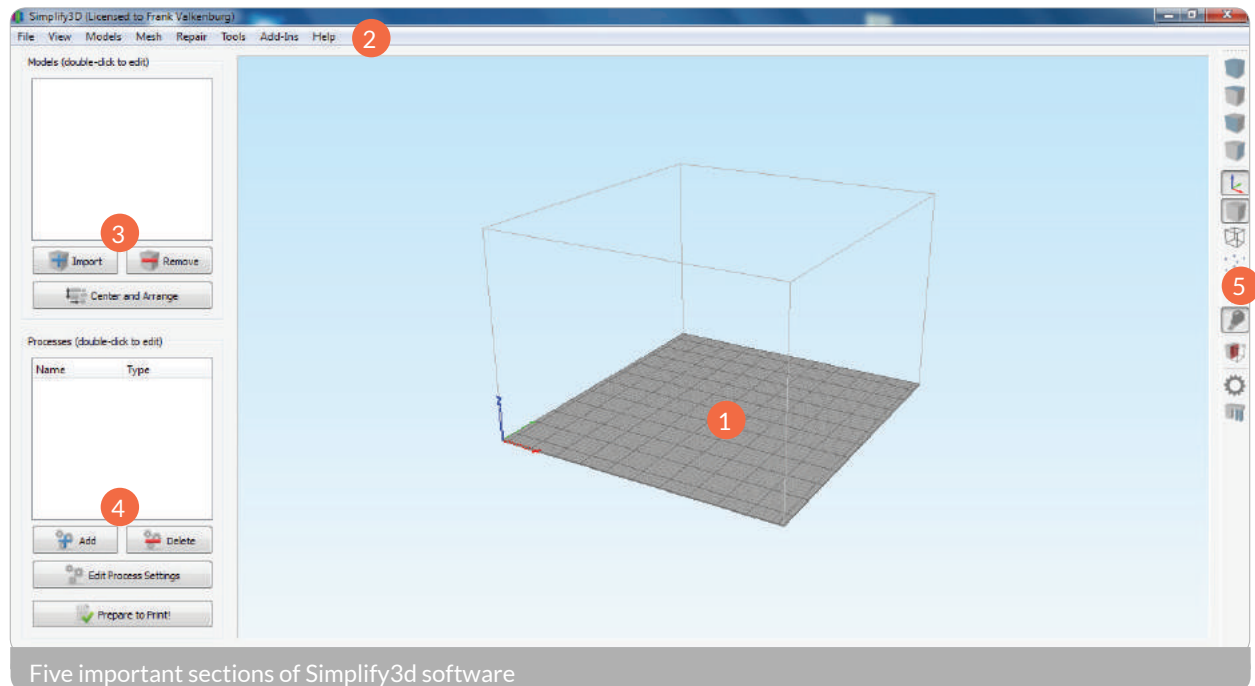 Simplify3D (Licensed to Frank Valkenburg)
File View Models Mesh Repair Tools Add-Ins Help
2
Models (double-click to edit)
3
Import Remove
Center and Arrange
5
Processes (double-click to edit)
Name Type
1
4
Add Delete
Edit Process Settings
Prepare to Print!
Five important sections of Simplify3d software